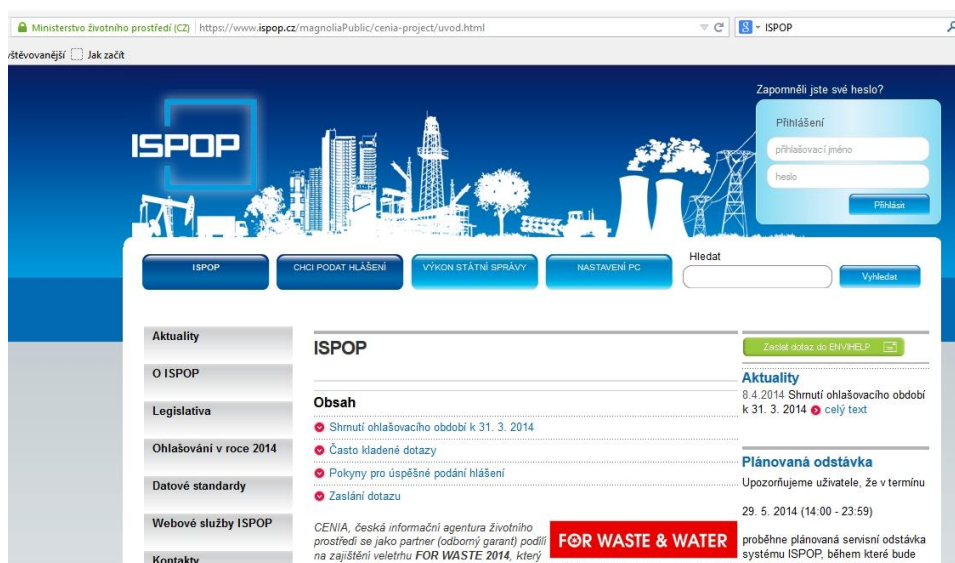 Ministerstvo životního prostředí (CZ) https://www.ispop.cz/magnoliaPublic/cenia-project/uvod.html
8 ISPOP
vštěvovanější Jak začít
Zapomněli jste své heslo?
Přihlášení
přihlašovací jméno
heslo
Přihlásit
ISPOP
ISPOP
CHCI PODAT HLÁŠENÍ
VÝKON STÁTNÍ SPRÁVY
NASTAVENÍ PC
Hledat
Vyhledat
Aktuality
O ISPOP
Legislativa
Ohlašování v roce 2014
Datové standardy
Webové služby ISPOP
Kontakty
ISPOP
Obsah
Shrnutí ohlašovacího období k 31. 3. 2014
Často kladené dotazy
Pokyny pro úspěšné podání hlášení
Zaslání dotazu
CENIA, česká informační agentura životního
prostředí se jako partner (odborný garant) podílí
na zajištění veletrhu FOR WASTE 2014, který
FOR WASTE & WATER
Zaslat dotaz do ENVIHELP
Aktuality
8.4.2014 Shrnutí ohlašovacího období
k 31. 3. 2014 celý text
Plánovaná odstávka
Upozorňujeme uživatele, že v termínu
29. 5. 2014 (14:00 - 23:59)
proběhne plánovaná servisní odstávka
systému ISPOP, během které bude